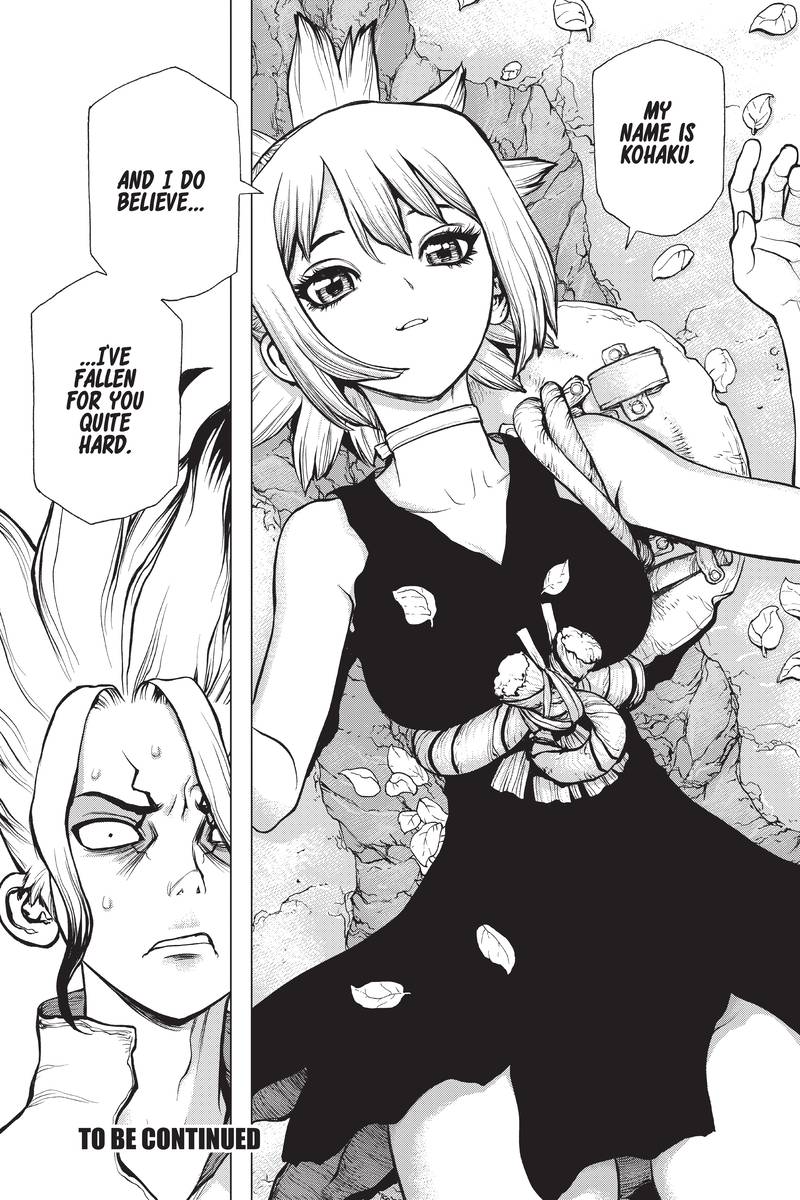 MY
NAME IS
KOHAKU.
AND I DO
BELIEVE...
...I'VE
FALLEN
FOR YOU
QUITE
HARD.
TO BE CONTINUED